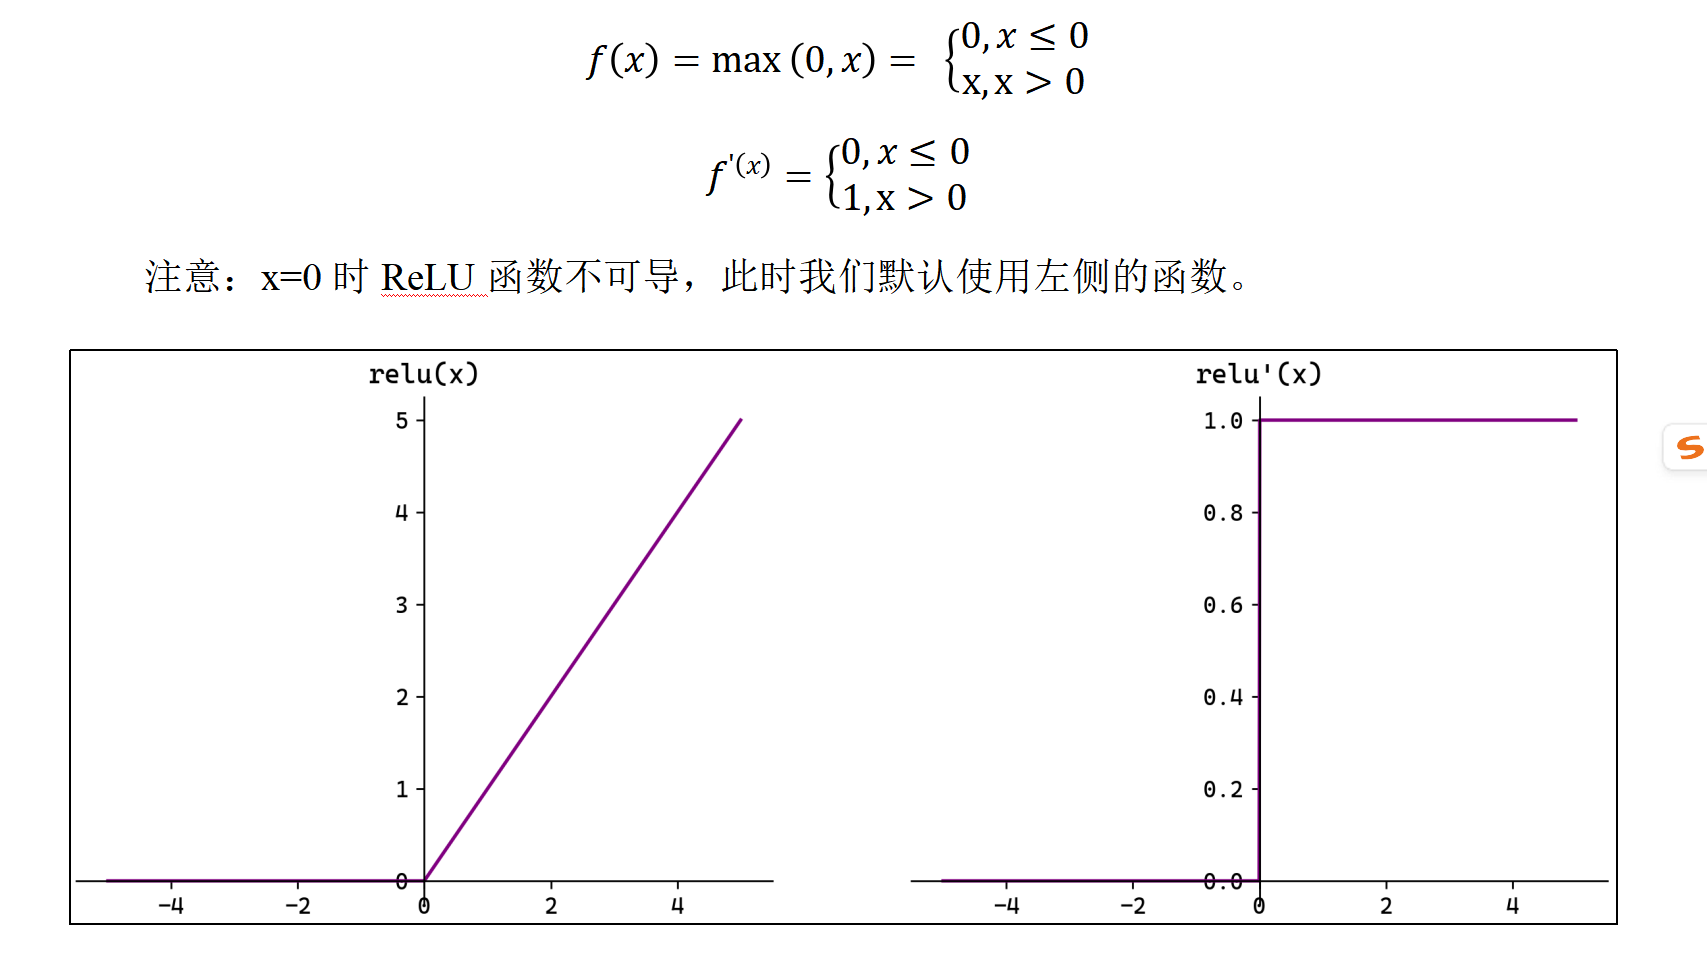 f(x) = max (0, x) = {0, x ≤ 0
x, x > 0
f'(x) = {0, x ≤ 0
1, x > 0
注意：x=0 时 ReLU 函数不可导，此时我们默认使用左侧的函数。
relu(x)
5
4
3
2
1
0
−4 −2 0 2 4
relu'(x)
1.0
0.8
0.6
0.4
0.2
0.0
−4 −2 0 2 4
S